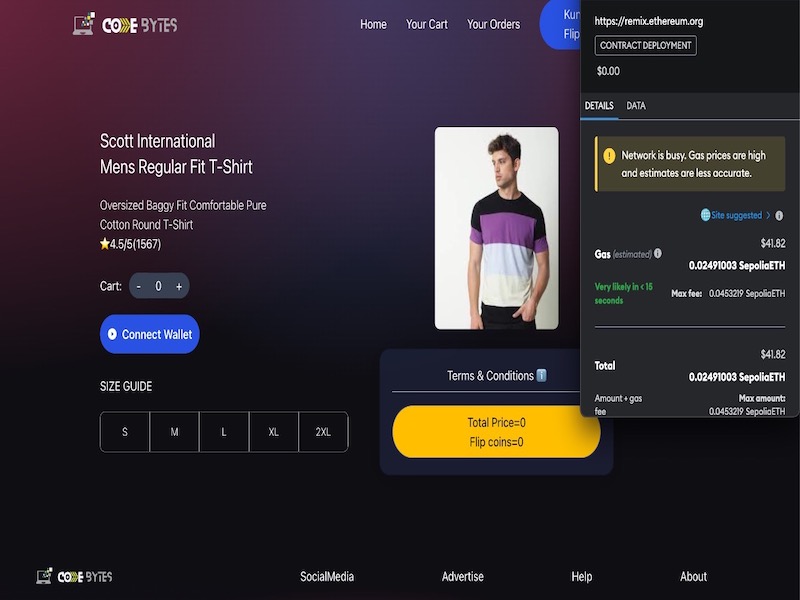 CODE BYTES
Home
Your Cart
Your Orders
Kun
Flip
https://remix.ethereum.org
CONTRACT DEPLOYMENT
$0.00
DETAILS
DATA
Network is busy. Gas prices are high
and estimates are less accurate.
Site suggested
$41.82
Gas (estimated)
0.02491003 SepoliaETH
Very likely in < 15
seconds
Max fee: 0.0453219 SepoliaETH
$41.82
Total
0.02491003 SepoliaETH
Amount + gas
fee
Max amount:
0.0453219 SepoliaETH
Scott International
Mens Regular Fit T-Shirt
Oversized Baggy Fit Comfortable Pure
Cotton Round T-Shirt
⭐4.5/5(1567)
Cart: - 0 +
Connect Wallet
SIZE GUIDE
S
M
L
XL
2XL
Terms & Conditions ℹ️
Total Price=0
Flip coins=0
CODE BYTES
SocialMedia
Advertise
Help
About